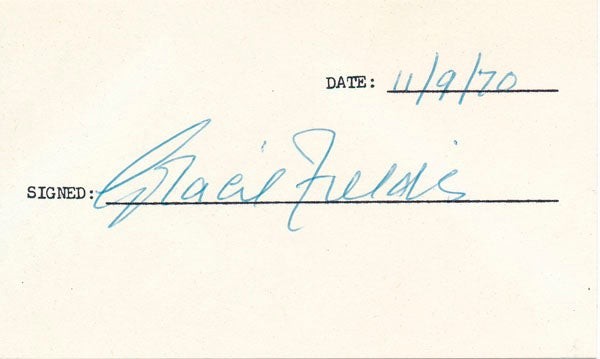 DATE: 11/9/70
SIGNED: Gracie Fields